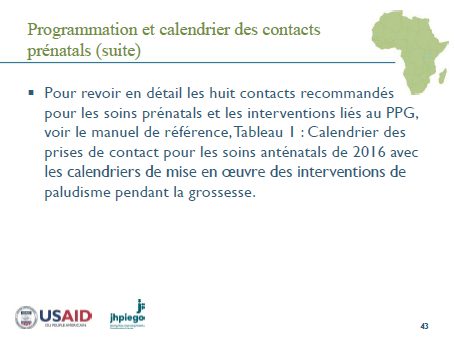 Programmation et calendrier des contacts
prénatals (suite)
▪ Pour revoir en détail les huit contacts recommandés
pour les soins prénatals et les interventions liés au PPG,
voir le manuel de référence, Tableau 1 : Calendrier des
prises de contact pour les soins anténatals de 2016 avec
les calendriers de mise en œuvre des interventions de
paludisme pendant la grossesse.
USAID
jhpiego
43